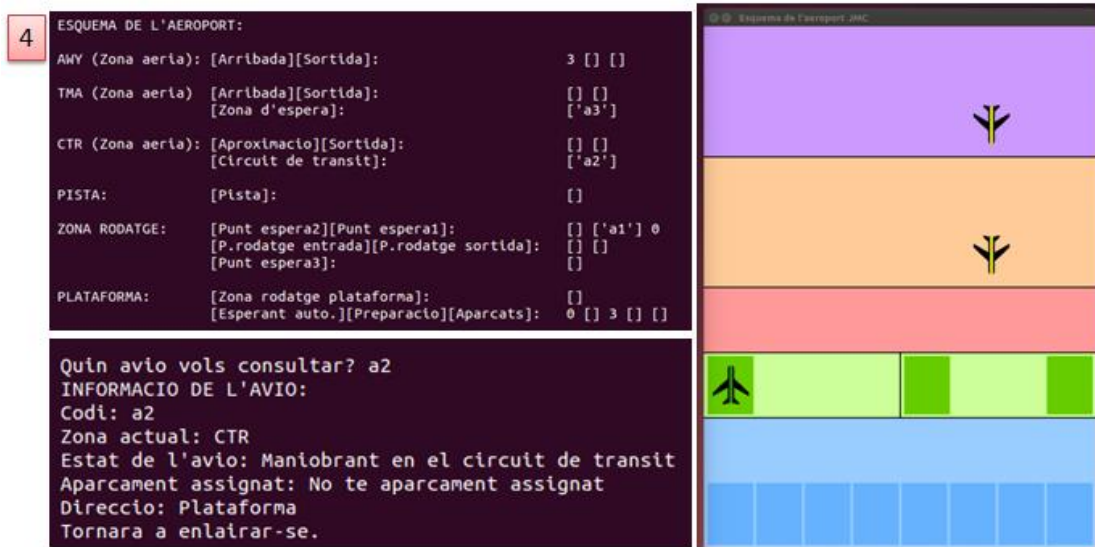 4
ESQUEMA DE L'AEROPORT:
AWY (Zona aeria): [Arribada][Sortida]: 3 [] []
TMA (Zona aeria) [Arribada][Sortida]: [] []
[Zona d'espera]: ['a3']
CTR (Zona aeria): [Aproximacio][Sortida]: [] []
[Circuit de transit]: ['a2']
PISTA: [Pista]: []
ZONA RODATGE: [Punt espera2][Punt espera1]: [] ['a1'] 0
[P.rodatge entrada][P.rodatge sortida]: [] []
[Punt espera3]: []
PLATAFORMA: [Zona rodatge plataforma]: []
[Esperant auto.][Preparacio][Aparcats]: 0 [] 3 [] []
Quin avio vols consultar? a2
INFORMACIO DE L'AVIO:
Codi: a2
Zona actual: CTR
Estat de l'avio: Maniobrant en el circuit de transit
Aparcament assignat: No te aparcament assignat
Direccio: Plataforma
Tornara a enlairar-se.
Esquema de l'aeroport JMC